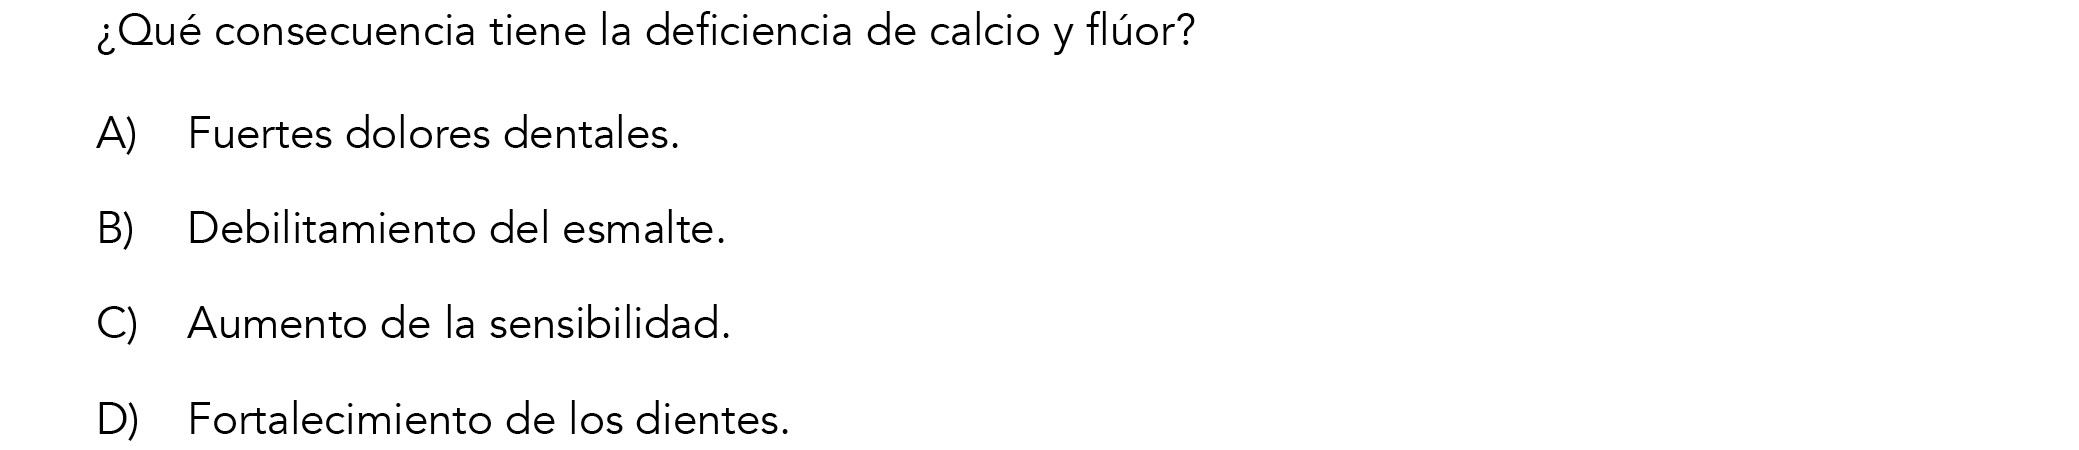 ¿Qué consecuencia tiene la deficiencia de calcio y flúor?
A) Fuertes dolores dentales.
B) Debilitamiento del esmalte.
C) Aumento de la sensibilidad.
D) Fortalecimiento de los dientes.